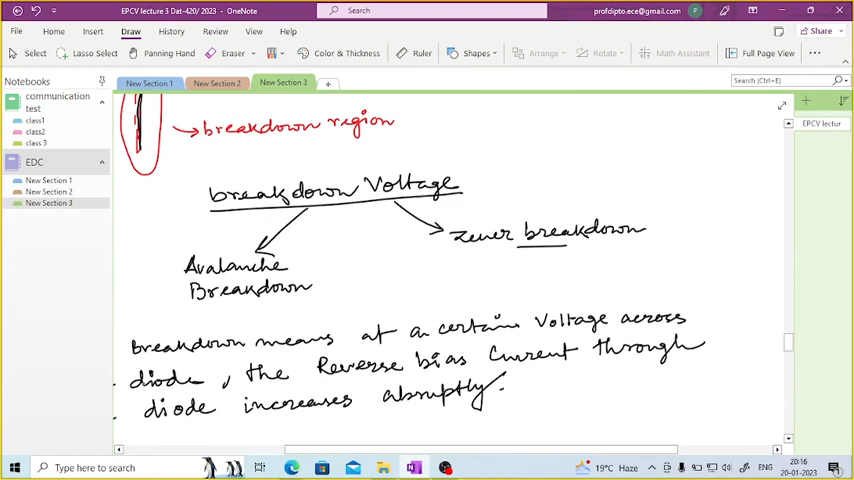 EPCV lecture 3 Dat-420/ 2023 - OneNote
Search
profdipto.ece@gmail.com
P
File Home Insert Draw History Review View Help
Share
Select Lasso Select Panning Hand Eraser Color & Thickness Ruler Shapes Arrange Rotate Math Assistant Full Page View
Notebooks
New Section 1 New Section 2 New Section 3 +
Search (Ctrl+E)
communication
test
class1
class2
class 3
EDC
New Section 1
New Section 2
New Section 3
EPCV lectur
breakdown region
breakdown Voltage
zener breakdown
Avalanche
Breakdown
breakdown means at a certain Voltage across
diode, the Reverse bias Current through
diode increases abruptly.
Type here to search
19°C Haze
ENG
20:16
20-01-2023
1